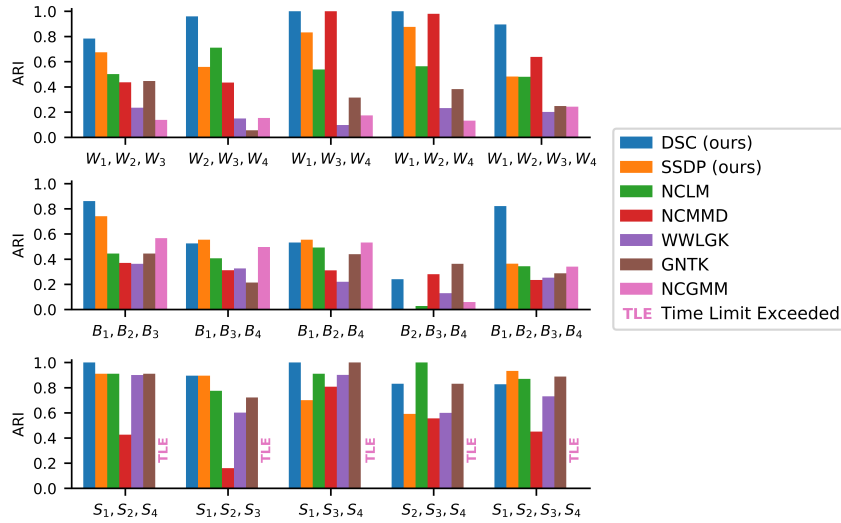 1.0
0.8
0.6
0.4
0.2
0.0
ARI
W₁, W₂, W₃
W₂, W₃, W₄
W₁, W₃, W₄
W₁, W₂, W₄
W₁, W₂, W₃, W₄
1.0
0.8
0.6
0.4
0.2
0.0
ARI
B₁, B₂, B₃
B₁, B₃, B₄
B₁, B₂, B₄
B₂, B₃, B₄
B₁, B₂, B₃, B₄
1.0
0.8
0.6
0.4
0.2
0.0
ARI
TLE
TLE
TLE
TLE
TLE
S₁, S₂, S₄
S₁, S₂, S₃
S₁, S₃, S₄
S₂, S₃, S₄
S₁, S₂, S₃, S₄
DSC (ours)
SSDP (ours)
NCLM
NCMMD
WWLGK
GNTK
NCGMM
TLE Time Limit Exceeded